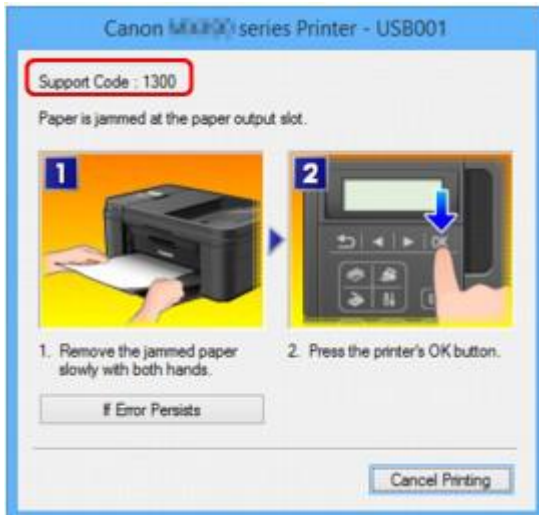 Canon series Printer - USB001
Support Code : 1300
Paper is jammed at the paper output slot.
1
2
OK
1. Remove the jammed paper
slowly with both hands.
2. Press the printer's OK button.
If Error Persists
Cancel Printing